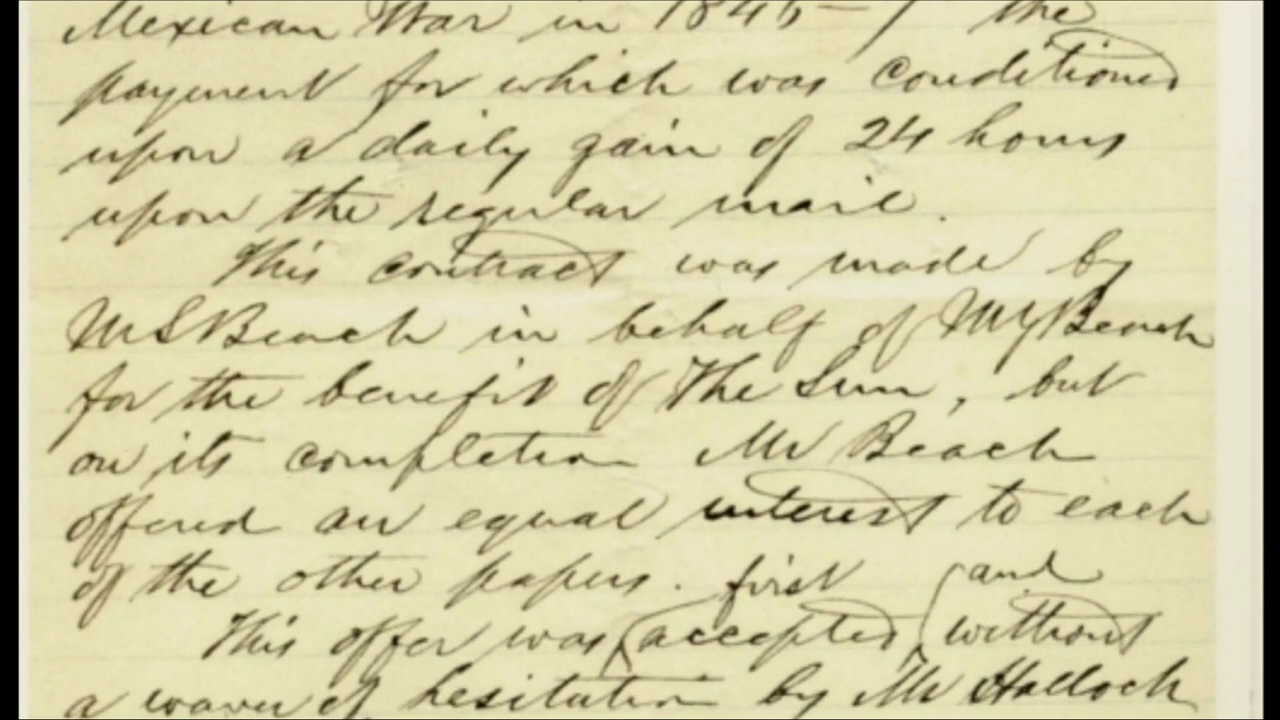 Mexican War in 1846–7 the
payment for which was conditioned
upon a daily gain of 24 hours
upon the regular mail.
This contract was made by
M S Beach in behalf of M Y Beach
for the benefit of The Sun, but
on its completion Mr Beach
offered an equal interest to each
of the other papers.
first and
This offer was accepted without
a waver of hesitation by Mr Hallock